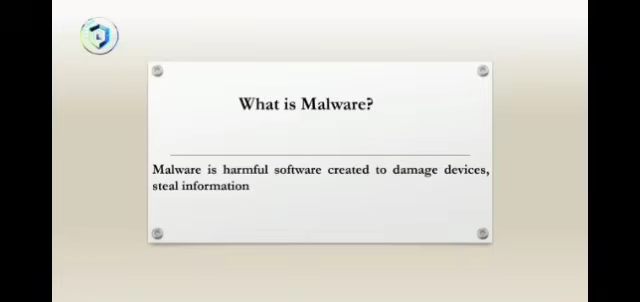 What is Malware?
Malware is harmful software created to damage devices,
steal information